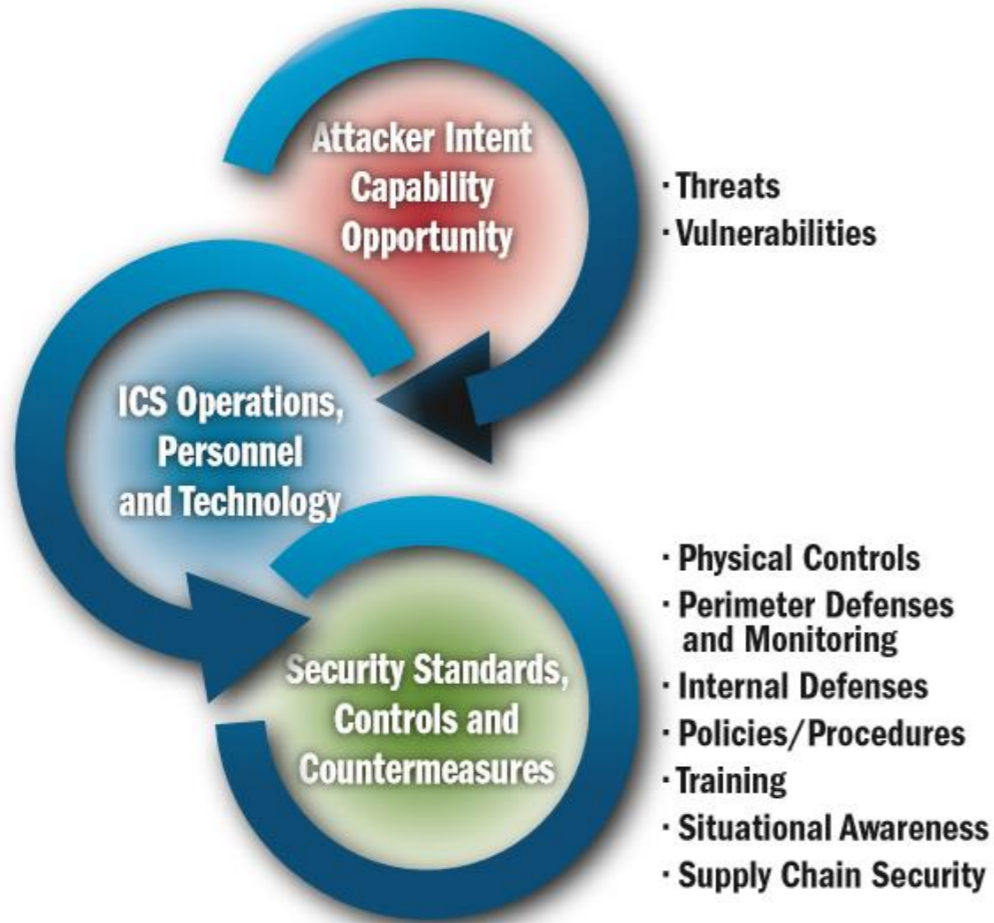 Attacker Intent
Capability
Opportunity
· Threats
· Vulnerabilities
ICS Operations,
Personnel
and Technology
Security Standards,
Controls and
Countermeasures
· Physical Controls
· Perimeter Defenses
and Monitoring
· Internal Defenses
· Policies/Procedures
· Training
· Situational Awareness
· Supply Chain Security